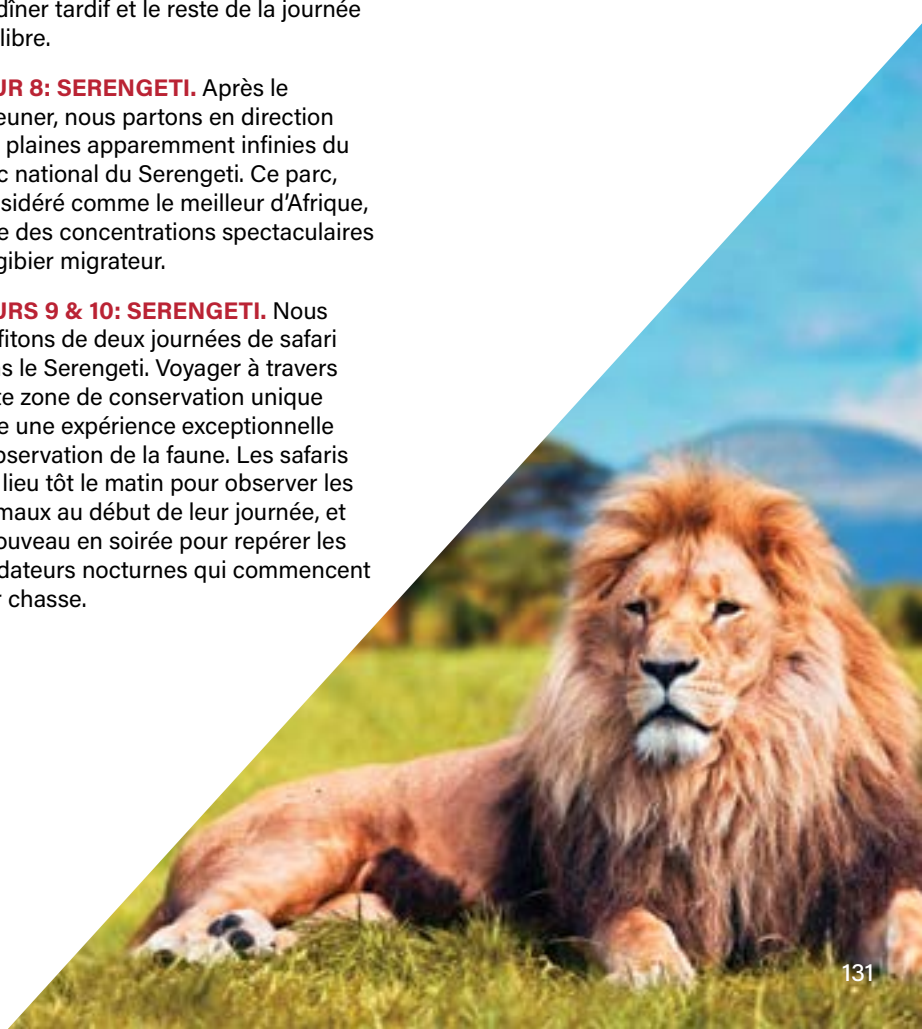 dîner tardif et le reste de la journée
libre.
UR 8: SERENGETI. Après le
euner, nous partons en direction
plaines apparemment infinies du
c national du Serengeti. Ce parc,
sidéré comme le meilleur d'Afrique,
e des concentrations spectaculaires
gibier migrateur.
URS 9 & 10: SERENGETI. Nous
fitons de deux journées de safari
s le Serengeti. Voyager à travers
te zone de conservation unique
e une expérience exceptionnelle
bservation de la faune. Les safaris
lieu tôt le matin pour observer les
maux au début de leur journée, et
ouveau en soirée pour repérer les
dateurs nocturnes qui commencent
r chasse.
131